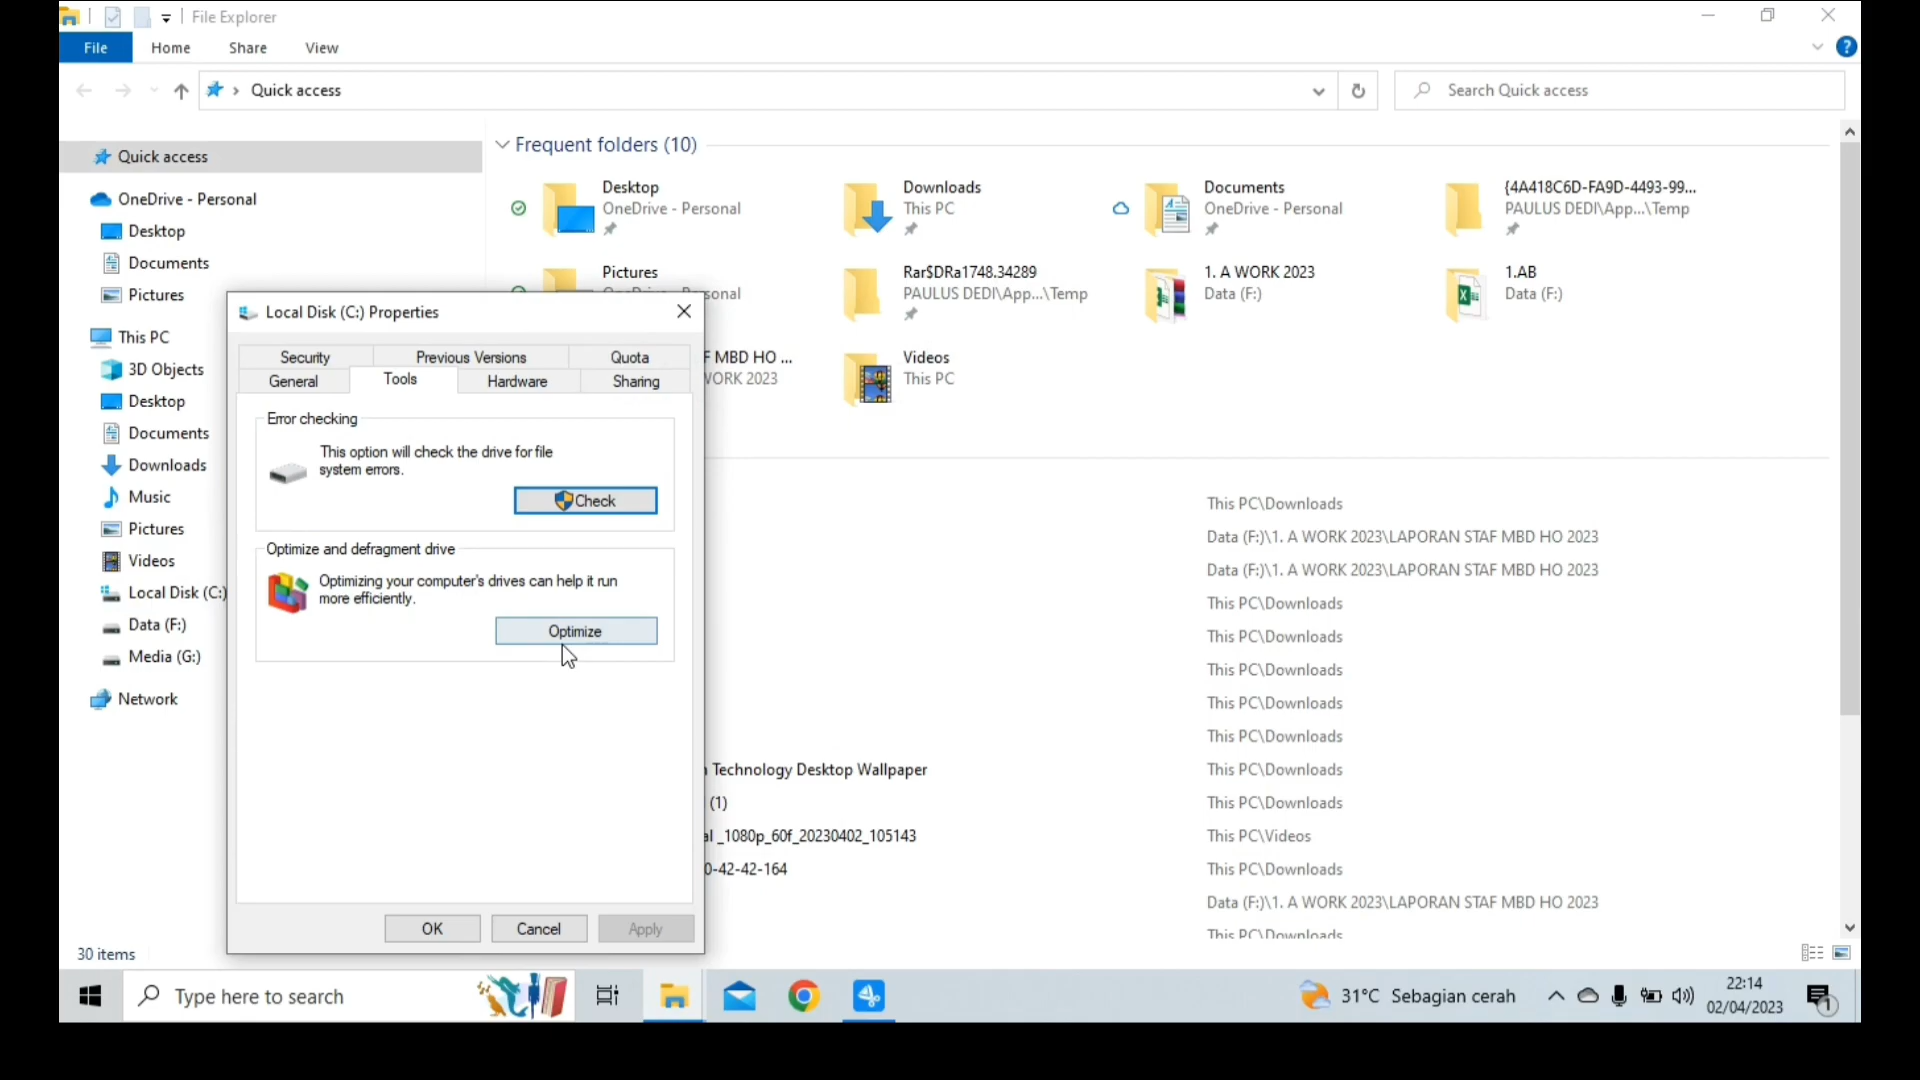 File Explorer
File Home Share View
Quick access
Search Quick access
Quick access
OneDrive - Personal
Desktop
Documents
Pictures
This PC
3D Objects
Desktop
Documents
Downloads
Music
Pictures
Videos
Local Disk (C:)
Data (F:)
Media (G:)
Network
Frequent folders (10)
Desktop
OneDrive - Personal
Downloads
This PC
Documents
OneDrive - Personal
{4A418C6D-FA9D-4493-99...
PAULUS DEDI\App...\Temp
Pictures
Rar$DRa1748.34289
PAULUS DEDI\App...\Temp
1. A WORK 2023
Data (F:)
1.AB
Data (F:)
F MBD HO ...
WORK 2023
Videos
This PC
Local Disk (C:) Properties
Security Previous Versions Quota
General Tools Hardware Sharing
Error checking
This option will check the drive for file
system errors.
Check
Optimize and defragment drive
Optimizing your computer's drives can help it run
more efficiently.
Optimize
OK Cancel Apply
This PC\Downloads
Data (F:)\1. A WORK 2023\LAPORAN STAF MBD HO 2023
Data (F:)\1. A WORK 2023\LAPORAN STAF MBD HO 2023
This PC\Downloads
This PC\Downloads
This PC\Downloads
This PC\Downloads
This PC\Downloads
Technology Desktop Wallpaper This PC\Downloads
(1) This PC\Downloads
al _1080p_60f_20230402_105143 This PC\Videos
0-42-42-164 This PC\Downloads
Data (F:)\1. A WORK 2023\LAPORAN STAF MBD HO 2023
This PC\Downloads
30 items
Type here to search
31°C Sebagian cerah
22:14
02/04/2023
1